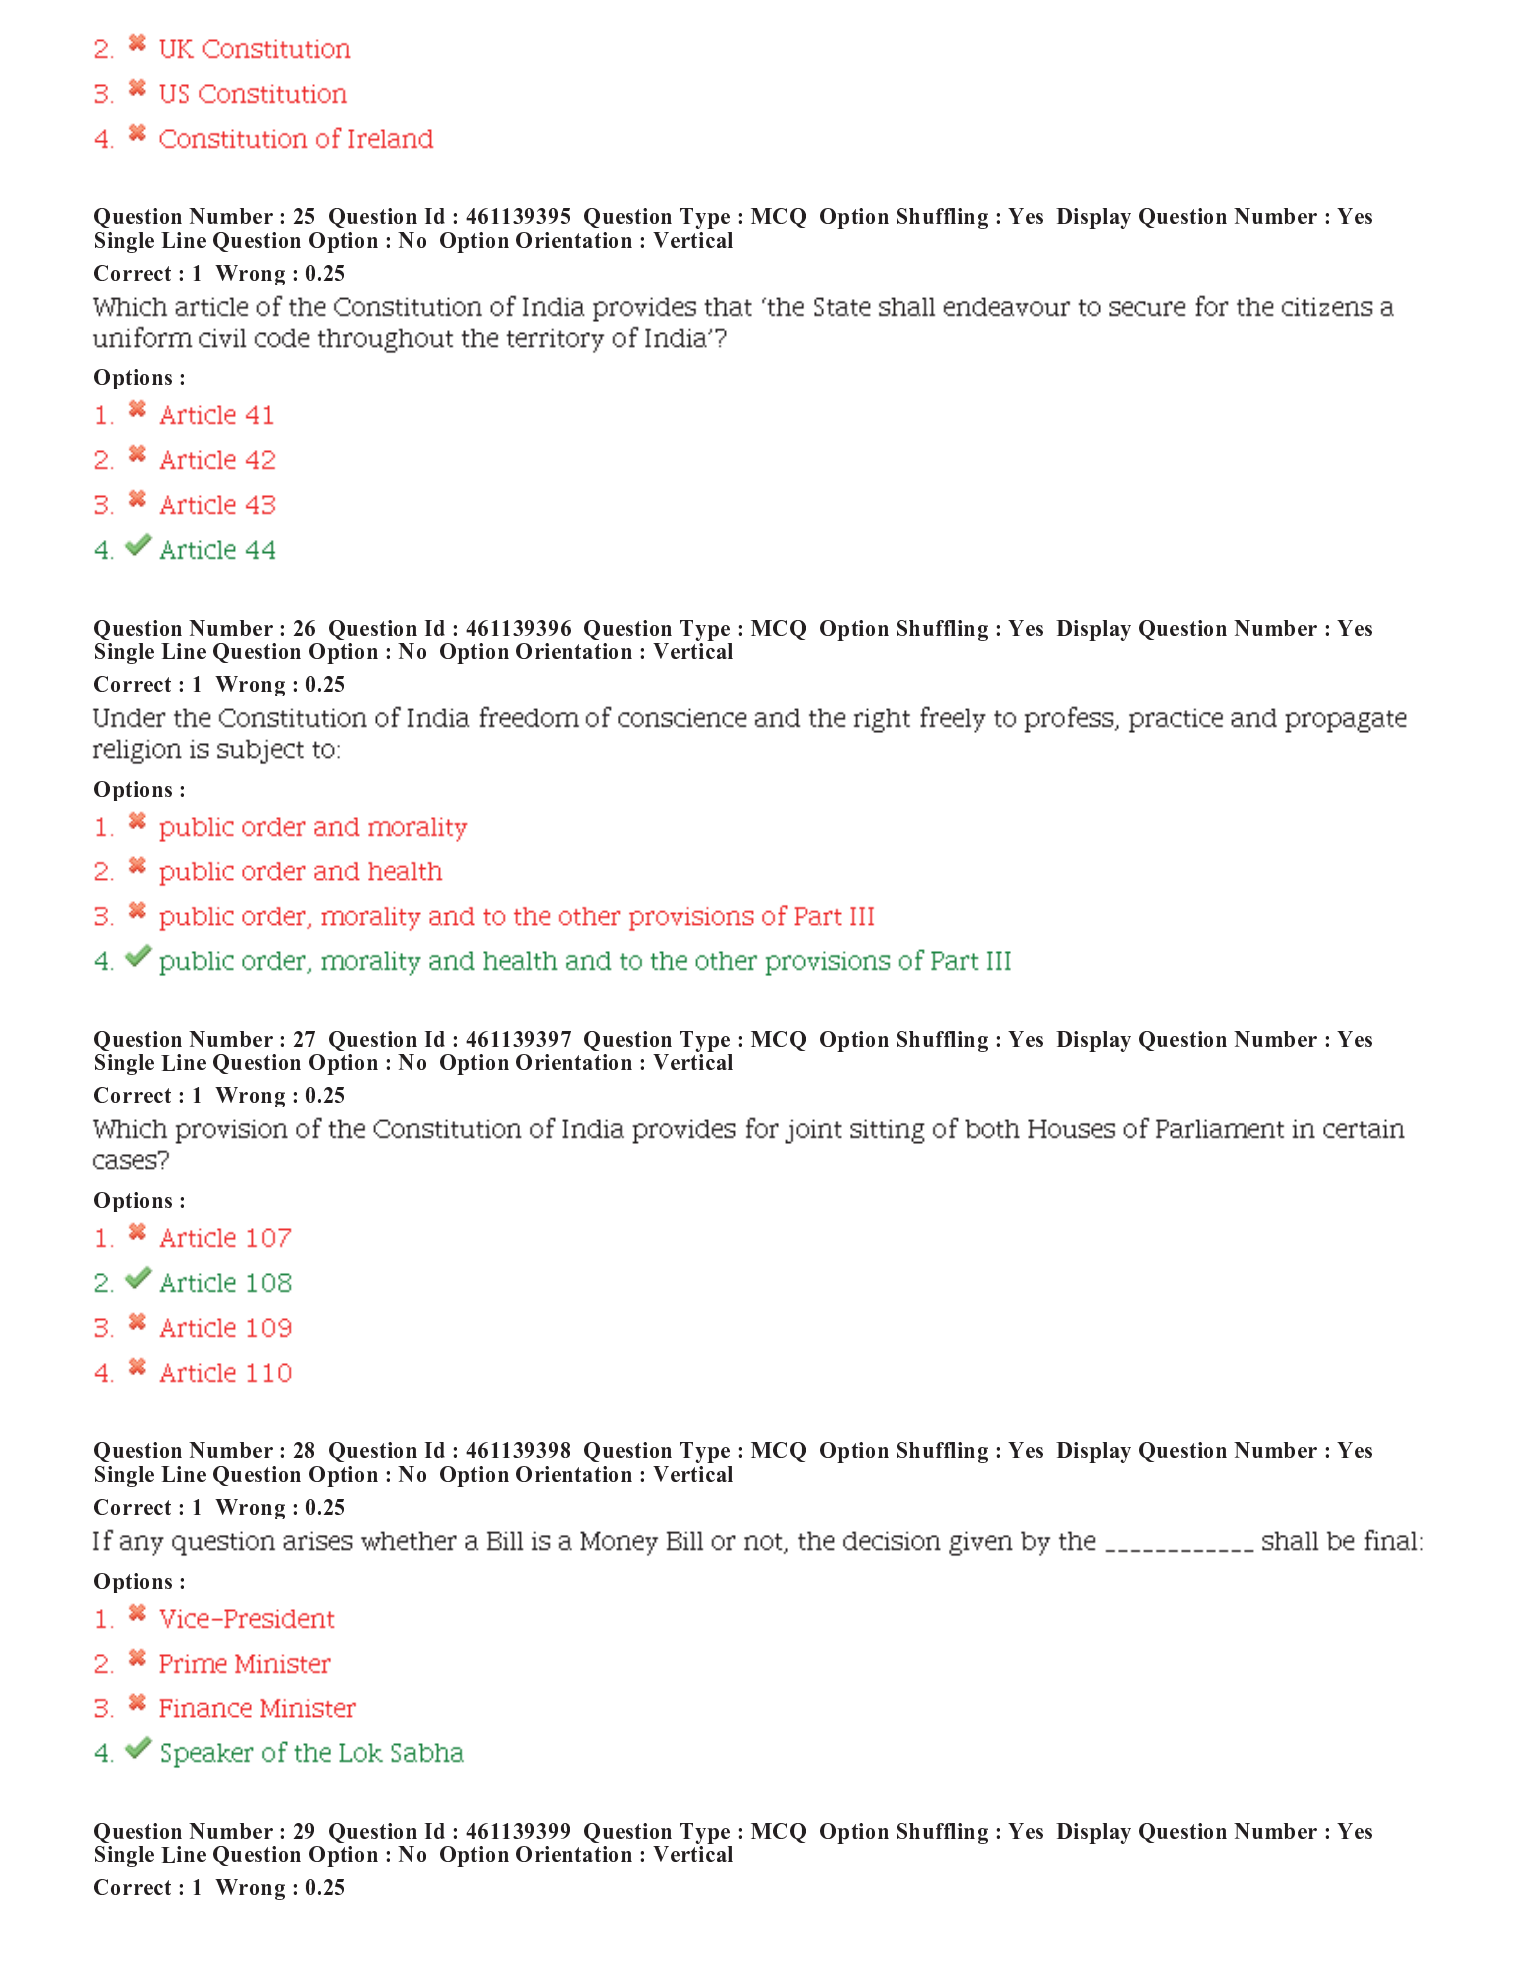 2. UK Constitution
3. US Constitution
4. Constitution of Ireland
Question Number : 25 Question Id : 461139395 Question Type : MCQ Option Shuffling : Yes Display Question Number : Yes
Single Line Question Option : No Option Orientation : Vertical
Correct : 1 Wrong : 0.25
Which article of the Constitution of India provides that ‘the State shall endeavour to secure for the citizens a
uniform civil code throughout the territory of India’?
Options :
1. Article 41
2. Article 42
3. Article 43
4. Article 44
Question Number : 26 Question Id : 461139396 Question Type : MCQ Option Shuffling : Yes Display Question Number : Yes
Single Line Question Option : No Option Orientation : Vertical
Correct : 1 Wrong : 0.25
Under the Constitution of India freedom of conscience and the right freely to profess, practice and propagate
religion is subject to:
Options :
1. public order and morality
2. public order and health
3. public order, morality and to the other provisions of Part III
4. public order, morality and health and to the other provisions of Part III
Question Number : 27 Question Id : 461139397 Question Type : MCQ Option Shuffling : Yes Display Question Number : Yes
Single Line Question Option : No Option Orientation : Vertical
Correct : 1 Wrong : 0.25
Which provision of the Constitution of India provides for joint sitting of both Houses of Parliament in certain
cases?
Options :
1. Article 107
2. Article 108
3. Article 109
4. Article 110
Question Number : 28 Question Id : 461139398 Question Type : MCQ Option Shuffling : Yes Display Question Number : Yes
Single Line Question Option : No Option Orientation : Vertical
Correct : 1 Wrong : 0.25
If any question arises whether a Bill is a Money Bill or not, the decision given by the ____________ shall be final:
Options :
1. Vice-President
2. Prime Minister
3. Finance Minister
4. Speaker of the Lok Sabha
Question Number : 29 Question Id : 461139399 Question Type : MCQ Option Shuffling : Yes Display Question Number : Yes
Single Line Question Option : No Option Orientation : Vertical
Correct : 1 Wrong : 0.25